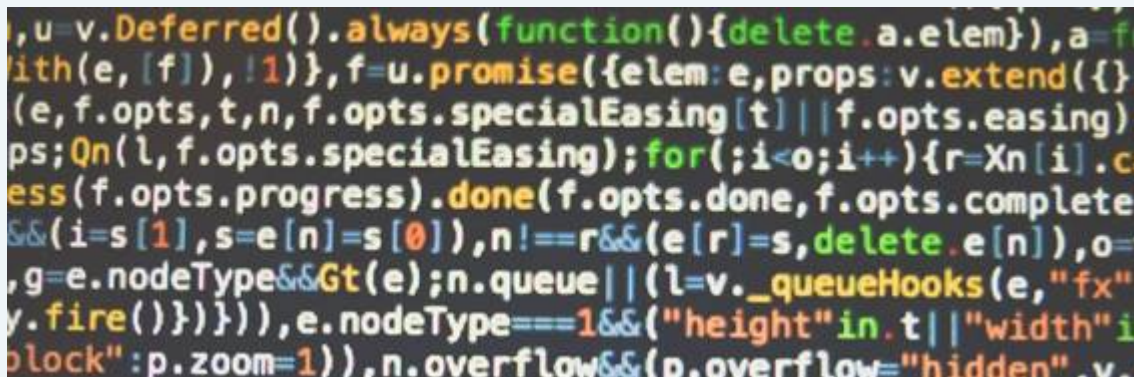 ,u=v.Deferred().always(function(){delete a.elem}),a=f
ith(e,[f]),!1)},f=u.promise({elem:e,props:v.extend({}
(e,f.opts,t,n,f.opts.specialEasing[t]||f.opts.easing)
ps;Qn(l,f.opts.specialEasing);for(;i<o;i++){r=Xn[i].c
ess(f.opts.progress).done(f.opts.done,f.opts.complete
&&(i=s[1],s=e[n]=s[0]),n!==r&&(e[r]=s,delete e[n]),o=
,g=e.nodeType&&Gt(e);n.queue||(l=v._queueHooks(e,"fx"
y.fire()})})),e.nodeType===1&&("height"in t||"width"i
block":p.zoom=1)),n.overflow&&(p.overflow="hidden",v.